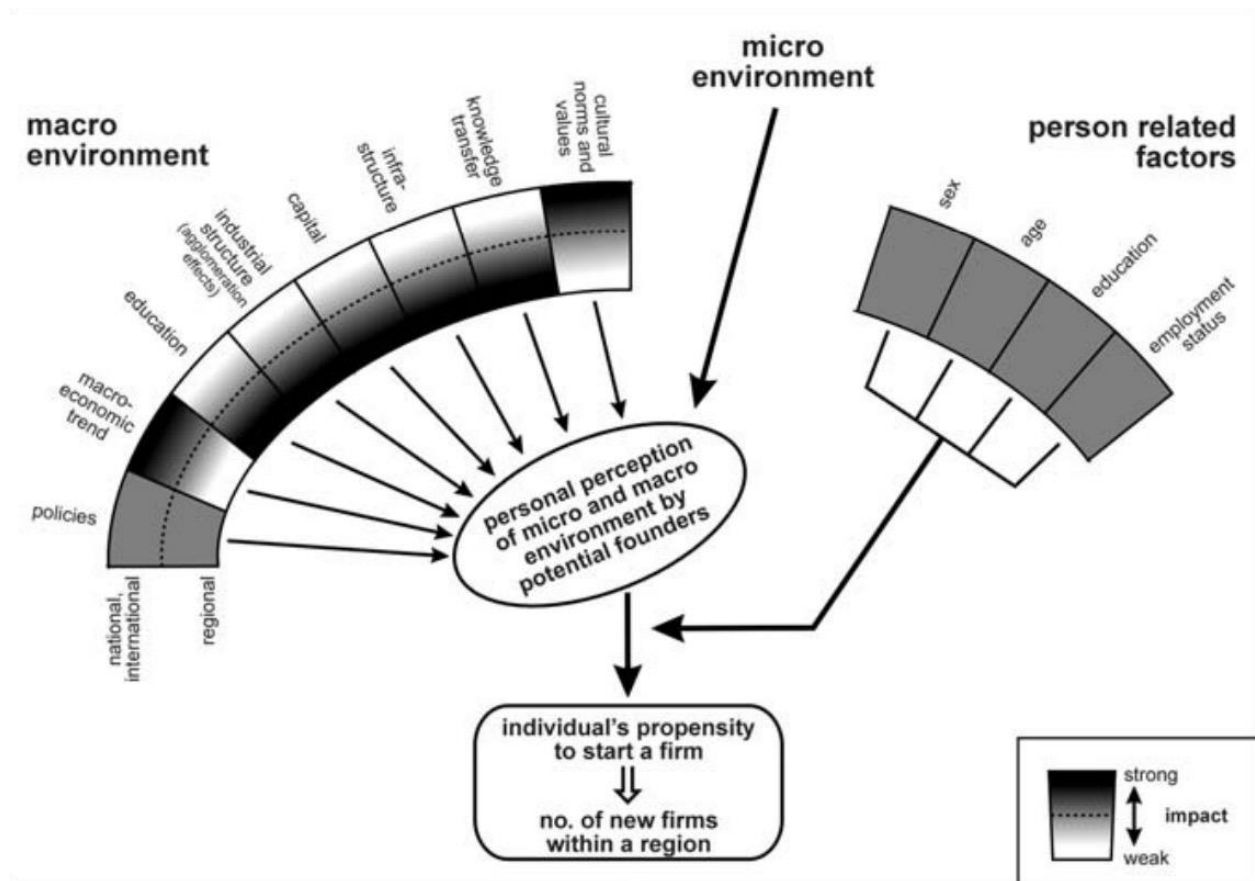 micro
environment
macro
environment
person related
factors
policies
macro-
economic
trend
education
industrial
structure
(agglomeration
effects)
capital
infra-
structure
knowledge
transfer
cultural
norms and
values
national,
international
regional
sex
age
education
employment
status
personal perception
of micro and macro
environment by
potential founders
individual's propensity
to start a firm
no. of new firms
within a region
strong
impact
weak